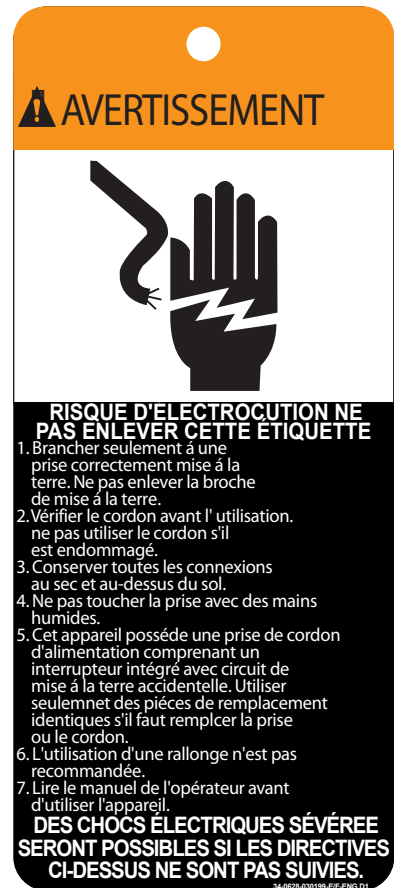 AVERTISSEMENT
RISQUE D'ÉLECTROCUTION NE
PAS ENLEVER CETTE ÉTIQUETTE
1. Brancher seulement á une
prise correctement mise á la
terre. Ne pas enlever la broche
de mise á la terre.
2. Vérifier le cordon avant l' utilisation.
ne pas utiliser le cordon s'il
est endommagé.
3. Conserver toutes les connexions
au sec et au-dessus du sol.
4. Ne pas toucher la prise avec des mains
humides.
5. Cet appareil posséde une prise de cordon
d'alimentation comprenant un
interrupteur intégré avec circuit de
mise á la terre accidentelle. Utiliser
seulemnet des piéces de remplacement
identiques s'il faut remplcer la prise
ou le cordon.
6. L'utilisation d'une rallonge n'est pas
recommandée.
7. Lire le manuel de l'opérateur avant
d'utiliser l'appareil.
DES CHOCS ÉLECTRIQUES SÉVÉREE
SERONT POSSIBLES SI LES DIRECTIVES
CI-DESSUS NE SONT PAS SUIVIES.
34-0628-030199-F/F-ENG D1